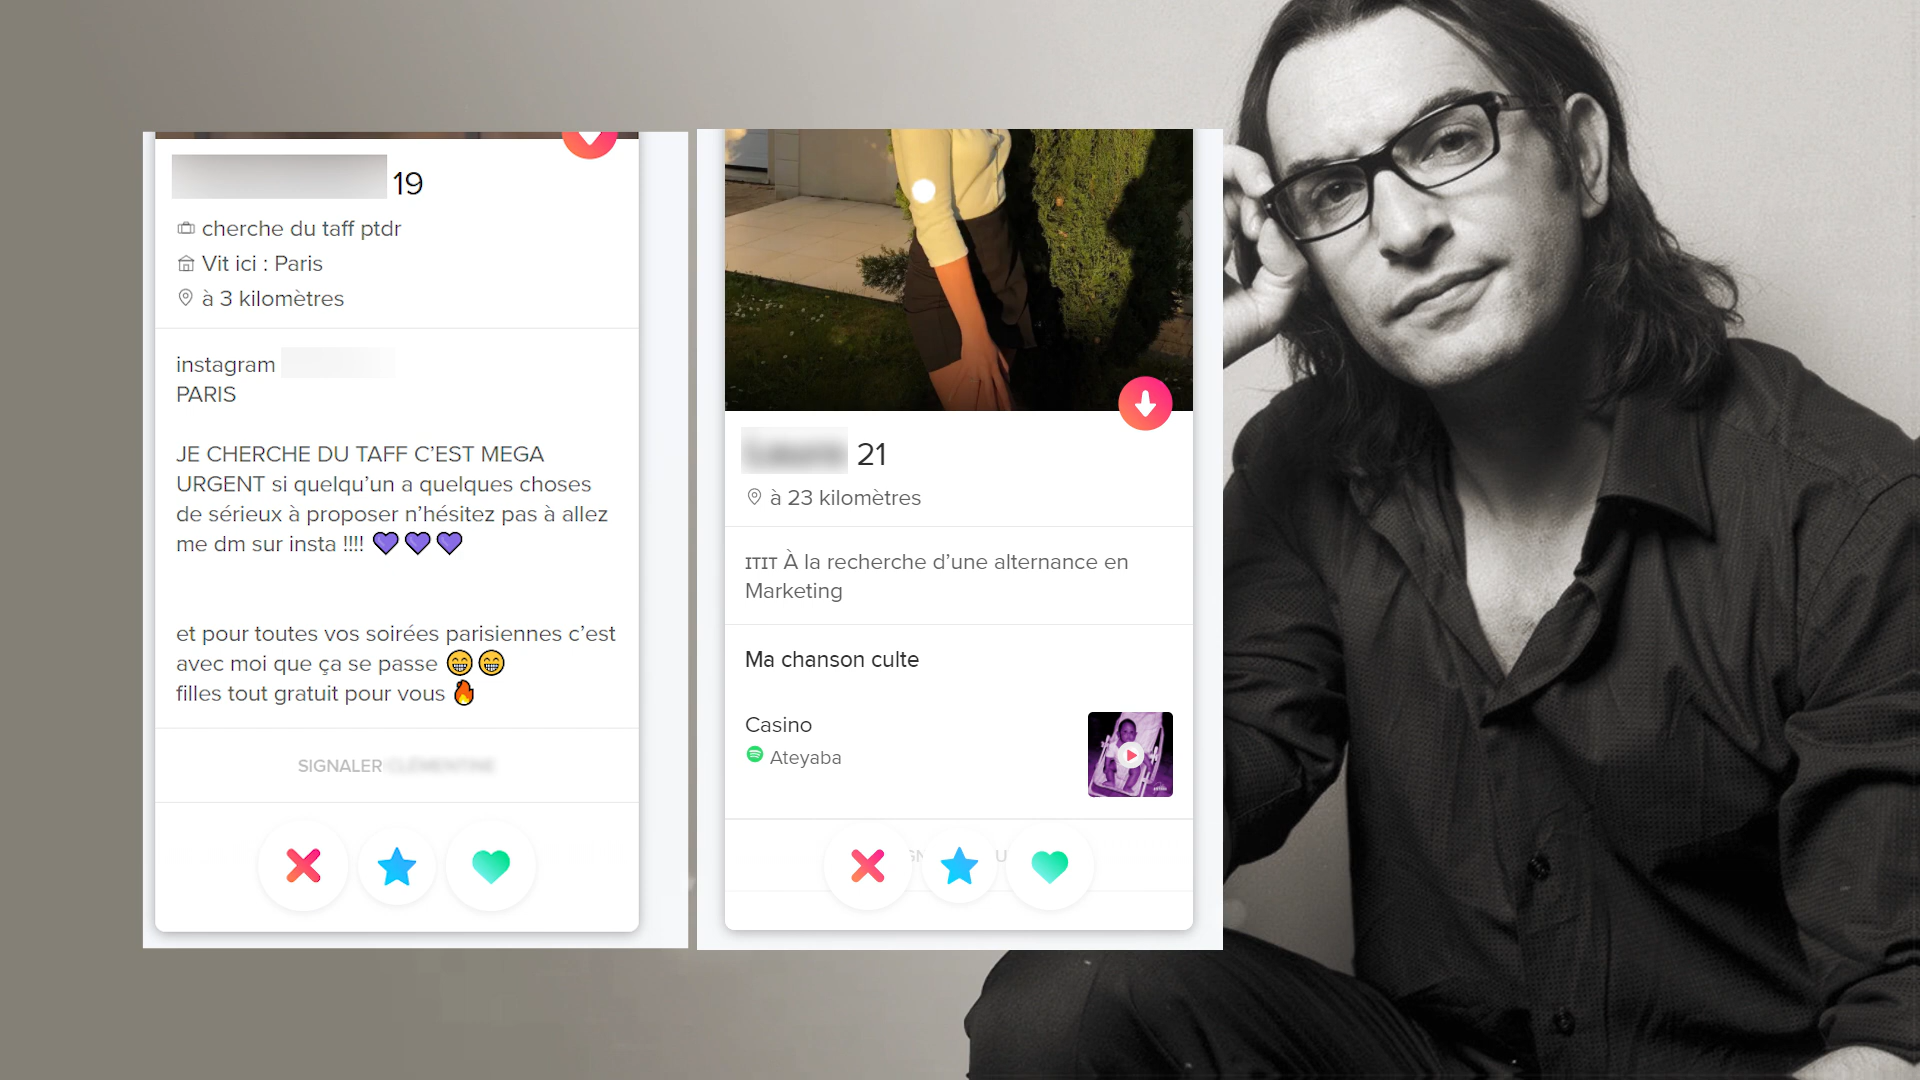 19
cherche du taff ptdr
Vit ici : Paris
à 3 kilomètres
instagram
PARIS
JE CHERCHE DU TAFF C’EST MEGA
URGENT si quelqu’un a quelques choses
de sérieux à proposer n’hésitez pas à allez
me dm sur insta !!!! 💜💜💜
et pour toutes vos soirées parisiennes c’est
avec moi que ça se passe 😁😁
filles tout gratuit pour vous 🔥
SIGNALER
21
à 23 kilomètres
À la recherche d’une alternance en
Marketing
Ma chanson culte
Casino
Ateyaba